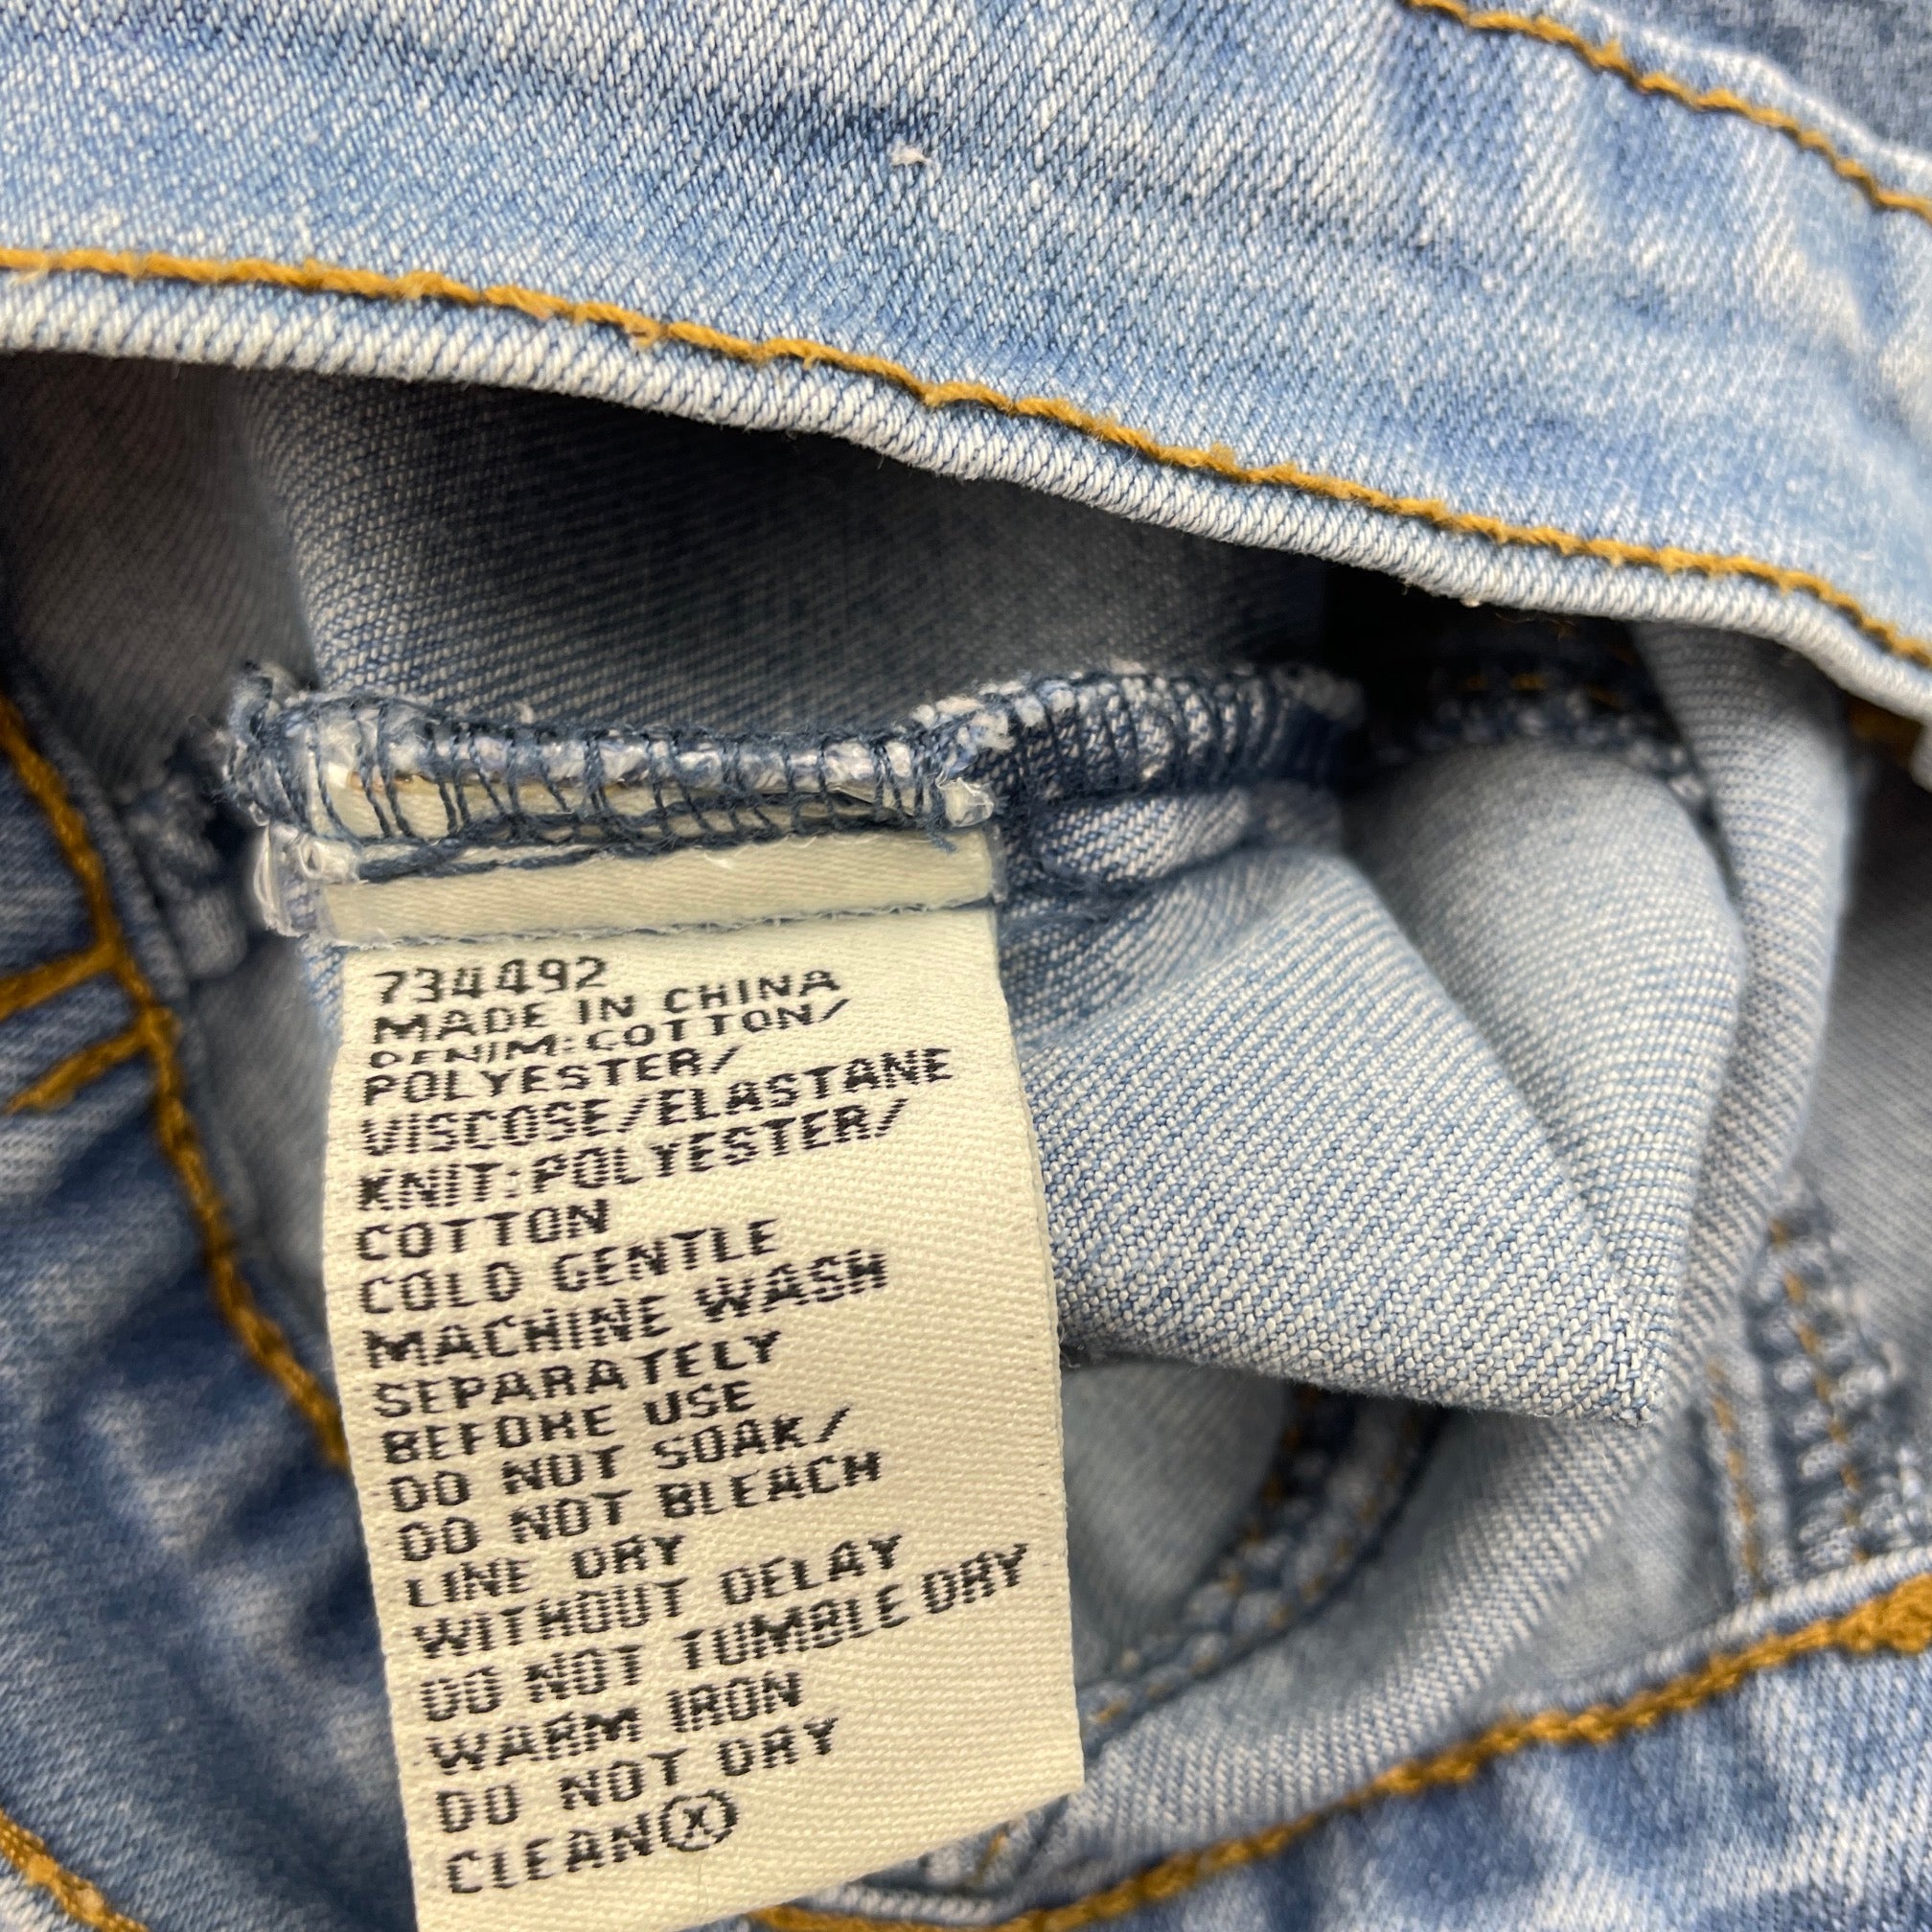 734492
MADE IN CHINA
DENIM:COTTON/
POLYESTER/
VISCOSE/ELASTANE
KNIT:POLYESTER/
COTTON
COLD GENTLE
MACHINE WASH
SEPARATELY
BEFORE USE
DO NOT SOAK/
DO NOT BLEACH
LINE DRY
WITHOUT DELAY
DO NOT TUMBLE DRY
WARM IRON
DO NOT DRY
CLEAN(X)